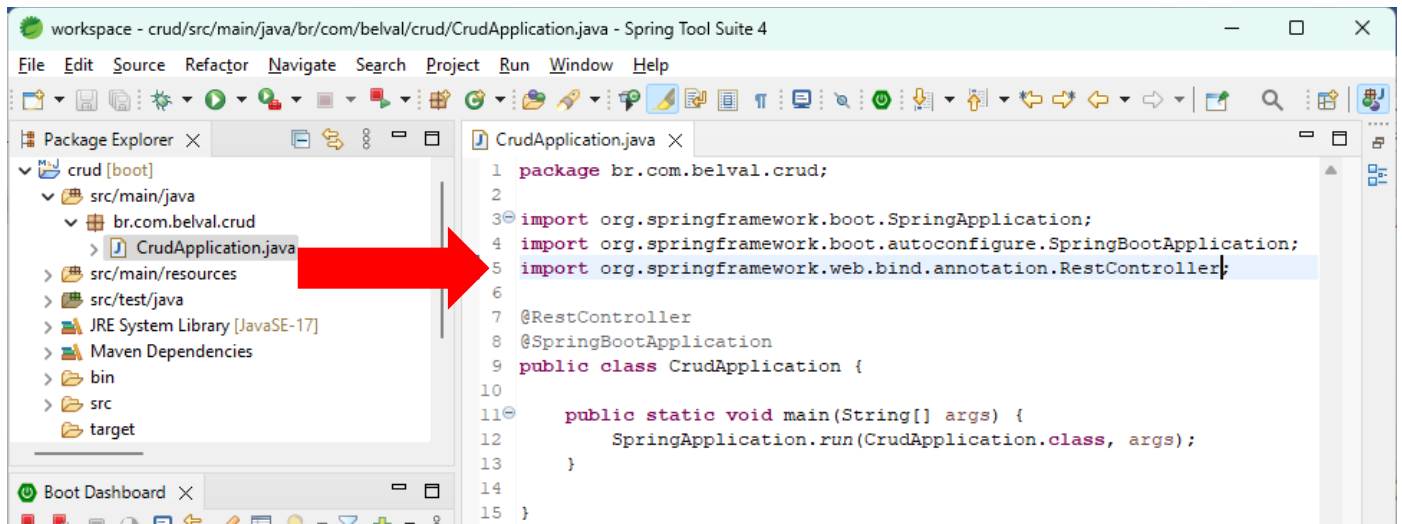 workspace - crud/src/main/java/br/com/belval/crud/CrudApplication.java - Spring Tool Suite 4
File Edit Source Refactor Navigate Search Project Run Window Help
Package Explorer
crud [boot]
src/main/java
br.com.belval.crud
CrudApplication.java
src/main/resources
src/test/java
JRE System Library [JavaSE-17]
Maven Dependencies
bin
src
target
Boot Dashboard
CrudApplication.java
1 package br.com.belval.crud;
2
3 import org.springframework.boot.SpringApplication;
4 import org.springframework.boot.autoconfigure.SpringBootApplication;
5 import org.springframework.web.bind.annotation.RestController;
6
7 @RestController
8 @SpringBootApplication
9 public class CrudApplication {
10
11 public static void main(String[] args) {
12 SpringApplication.run(CrudApplication.class, args);
13 }
14
15 }